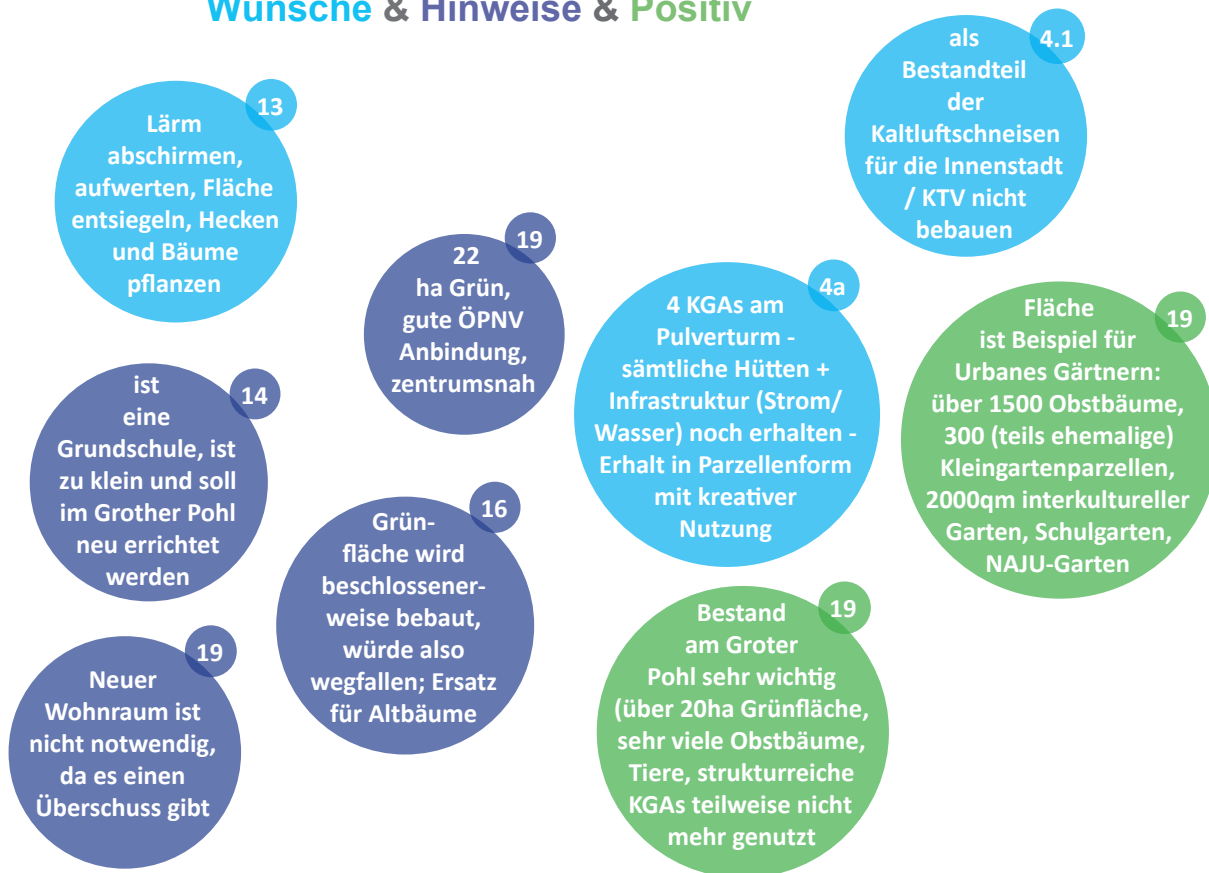 Wünsche & Hinweise & Positiv
13
Lärm
abschirmen,
aufwerten, Fläche
entsiegeln, Hecken
und Bäume
pflanzen
4.1
als
Bestandteil
der
Kaltluftschneisen
für die Innenstadt
/ KTV nicht
bebauen
19
22
ha Grün,
gute ÖPNV
Anbindung,
zentrumsnah
4a
4 KGAs am
Pulverturm -
sämtliche Hütten +
Infrastruktur (Strom/
Wasser) noch erhalten -
Erhalt in Parzellenform
mit kreativer
Nutzung
19
Fläche
ist Beispiel für
Urbanes Gärtnern:
über 1500 Obstbäume,
300 (teils ehemalige)
Kleingartenparzellen,
2000qm interkultureller
Garten, Schulgarten,
NAJU-Garten
14
ist
eine
Grundschule, ist
zu klein und soll
im Grother Pohl
neu errichtet
werden
16
Grün-
fläche wird
beschlossener-
weise bebaut,
würde also
wegfallen; Ersatz
für Altbäume
19
Bestand
am Groter
Pohl sehr wichtig
(über 20ha Grünfläche,
sehr viele Obstbäume,
Tiere, strukturreiche
KGAs teilweise nicht
mehr genutzt
19
Neuer
Wohnraum ist
nicht notwendig,
da es einen
Überschuss gibt